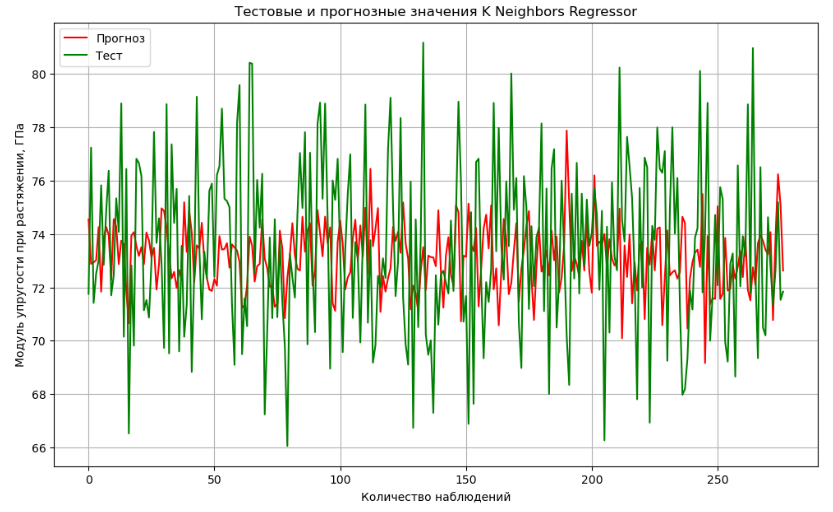 Тестовые и прогнозные значения K Neighbors Regressor
Прогноз
Тест
Модуль упругости при растяжении, ГПа
80
78
76
74
72
70
68
66
0
50
100
150
200
250
Количество наблюдений